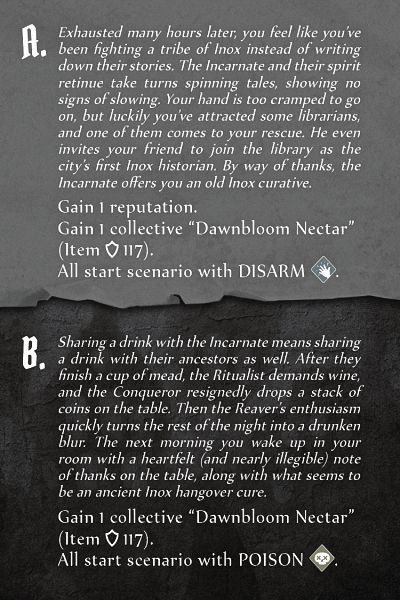 A. Exhausted many hours later, you feel like you've
been fighting a tribe of Inox instead of writing
down their stories. The Incarnate and their spirit
retinue take turns spinning tales, showing no
signs of slowing. Your hand is too cramped to go
on, but luckily you've attracted some librarians,
and one of them comes to your rescue. He even
invites your friend to join the library as the
city's first Inox historian. By way of thanks, the
Incarnate offers you an old Inox curative.
Gain 1 reputation.
Gain 1 collective “Dawnbloom Nectar”
(Item 117).
All start scenario with DISARM .
B. Sharing a drink with the Incarnate means sharing
a drink with their ancestors as well. After they
finish a cup of mead, the Ritualist demands wine,
and the Conqueror resignedly drops a stack of
coins on the table. Then the Reaver's enthusiasm
quickly turns the rest of the night into a drunken
blur. The next morning you wake up in your
room with a heartfelt (and nearly illegible) note
of thanks on the table, along with what seems to
be an ancient Inox hangover cure.
Gain 1 collective “Dawnbloom Nectar”
(Item 117).
All start scenario with POISON .